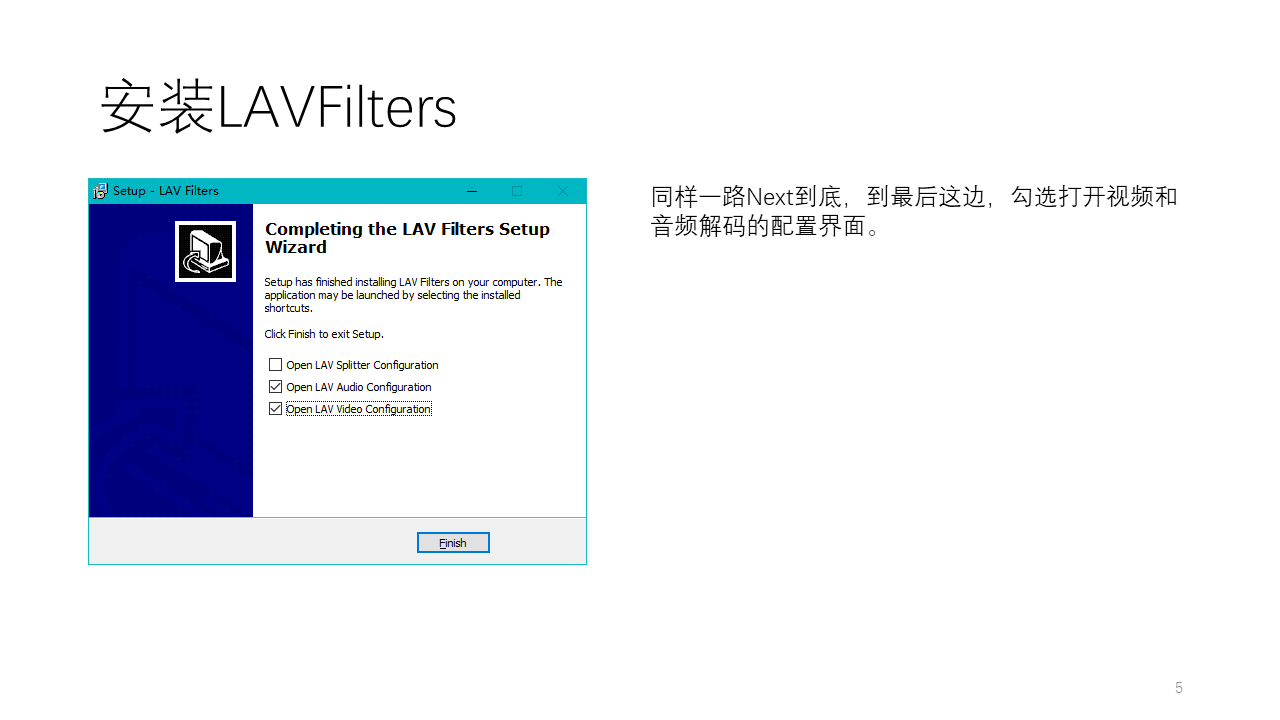 安装LAVFilters
Setup - LAV Filters
Completing the LAV Filters Setup
Wizard
Setup has finished installing LAV Filters on your computer. The
application may be launched by selecting the installed
shortcuts.
Click Finish to exit Setup.
Open LAV Splitter Configuration
Open LAV Audio Configuration
Open LAV Video Configuration
Finish
同样一路Next到底，到最后这边，勾选打开视频和
音频解码的配置界面。
5